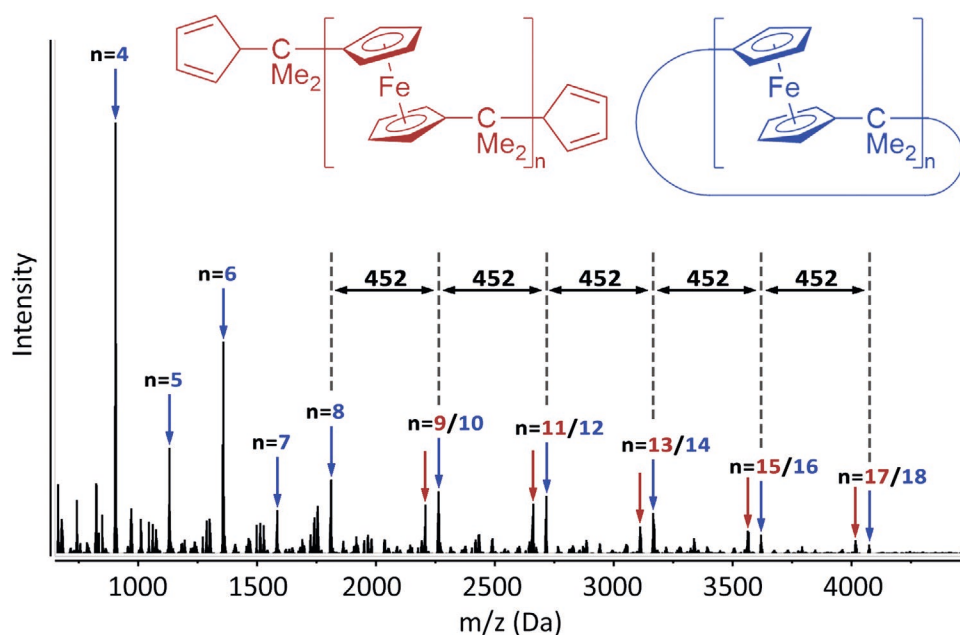 C
Me2
Fe
C
Me2
n
Fe
C
Me2
n
n=4
n=6
452
452
452
452
452
n=5
n=8
n=7
n=9/10
n=11/12
n=13/14
n=15/16
n=17/18
Intensity
1000
1500
2000
2500
3000
3500
4000
m/z (Da)